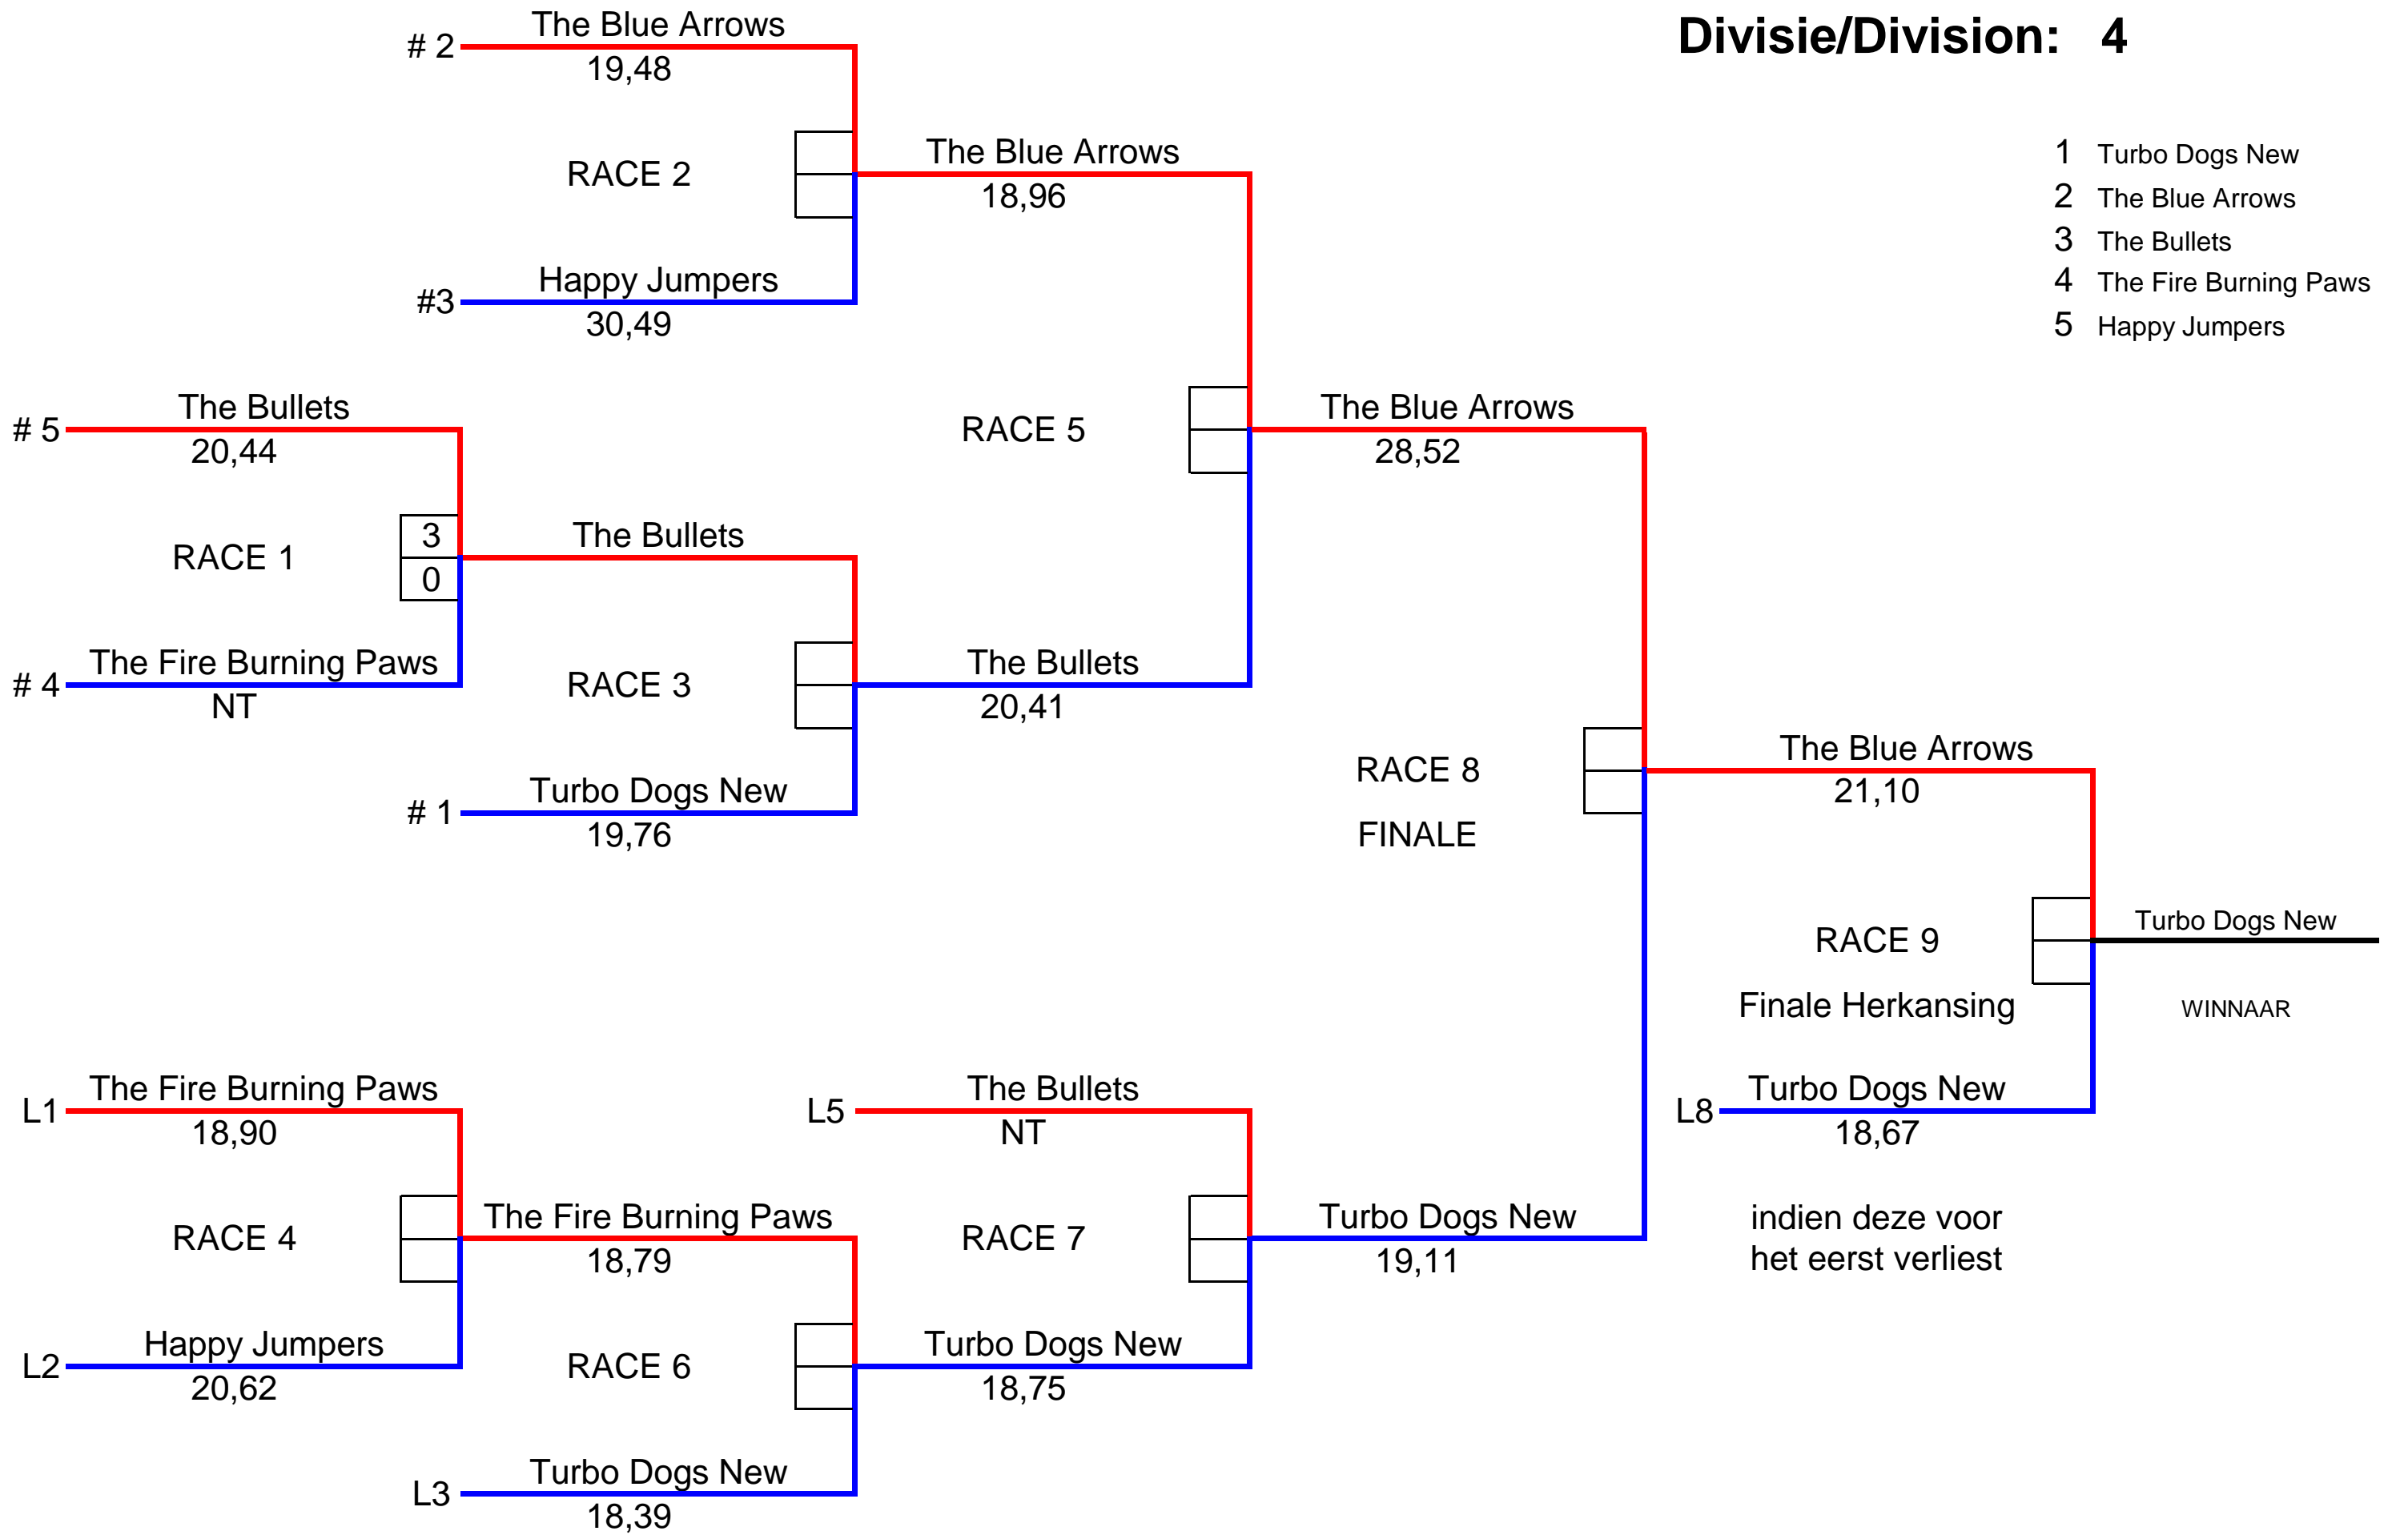 Divisie/Division: 4
1 Turbo Dogs New
2 The Blue Arrows
3 The Bullets
4 The Fire Burning Paws
5 Happy Jumpers
The Blue Arrows
# 2
19,48
RACE 2
Happy Jumpers
#3
30,49
The Blue Arrows
18,96
The Bullets
# 5
20,44
RACE 1
3
0
The Fire Burning Paws
# 4
NT
The Bullets
RACE 3
Turbo Dogs New
# 1
19,76
The Bullets
20,41
RACE 5
The Blue Arrows
28,52
RACE 8
FINALE
The Blue Arrows
21,10
RACE 9
Finale Herkansing
Turbo Dogs New
WINNAAR
Turbo Dogs New
L8
18,67
indien deze voor
het eerst verliest
The Fire Burning Paws
L1
18,90
RACE 4
Happy Jumpers
L2
20,62
The Fire Burning Paws
18,79
RACE 6
Turbo Dogs New
L3
18,39
The Bullets
L5
NT
RACE 7
Turbo Dogs New
18,75
Turbo Dogs New
19,11